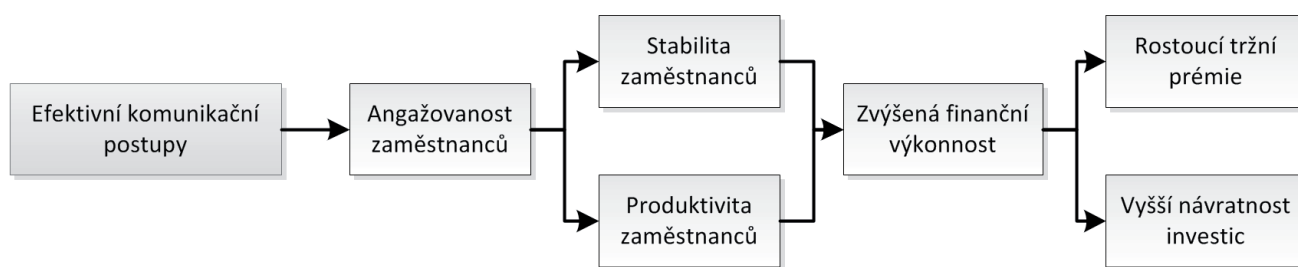 Efektivní komunikační
postupy
Angažovanost
zaměstnanců
Stabilita
zaměstnanců
Produktivita
zaměstnanců
Zvýšená finanční
výkonnost
Rostoucí tržní
prémie
Vyšší návratnost
investic